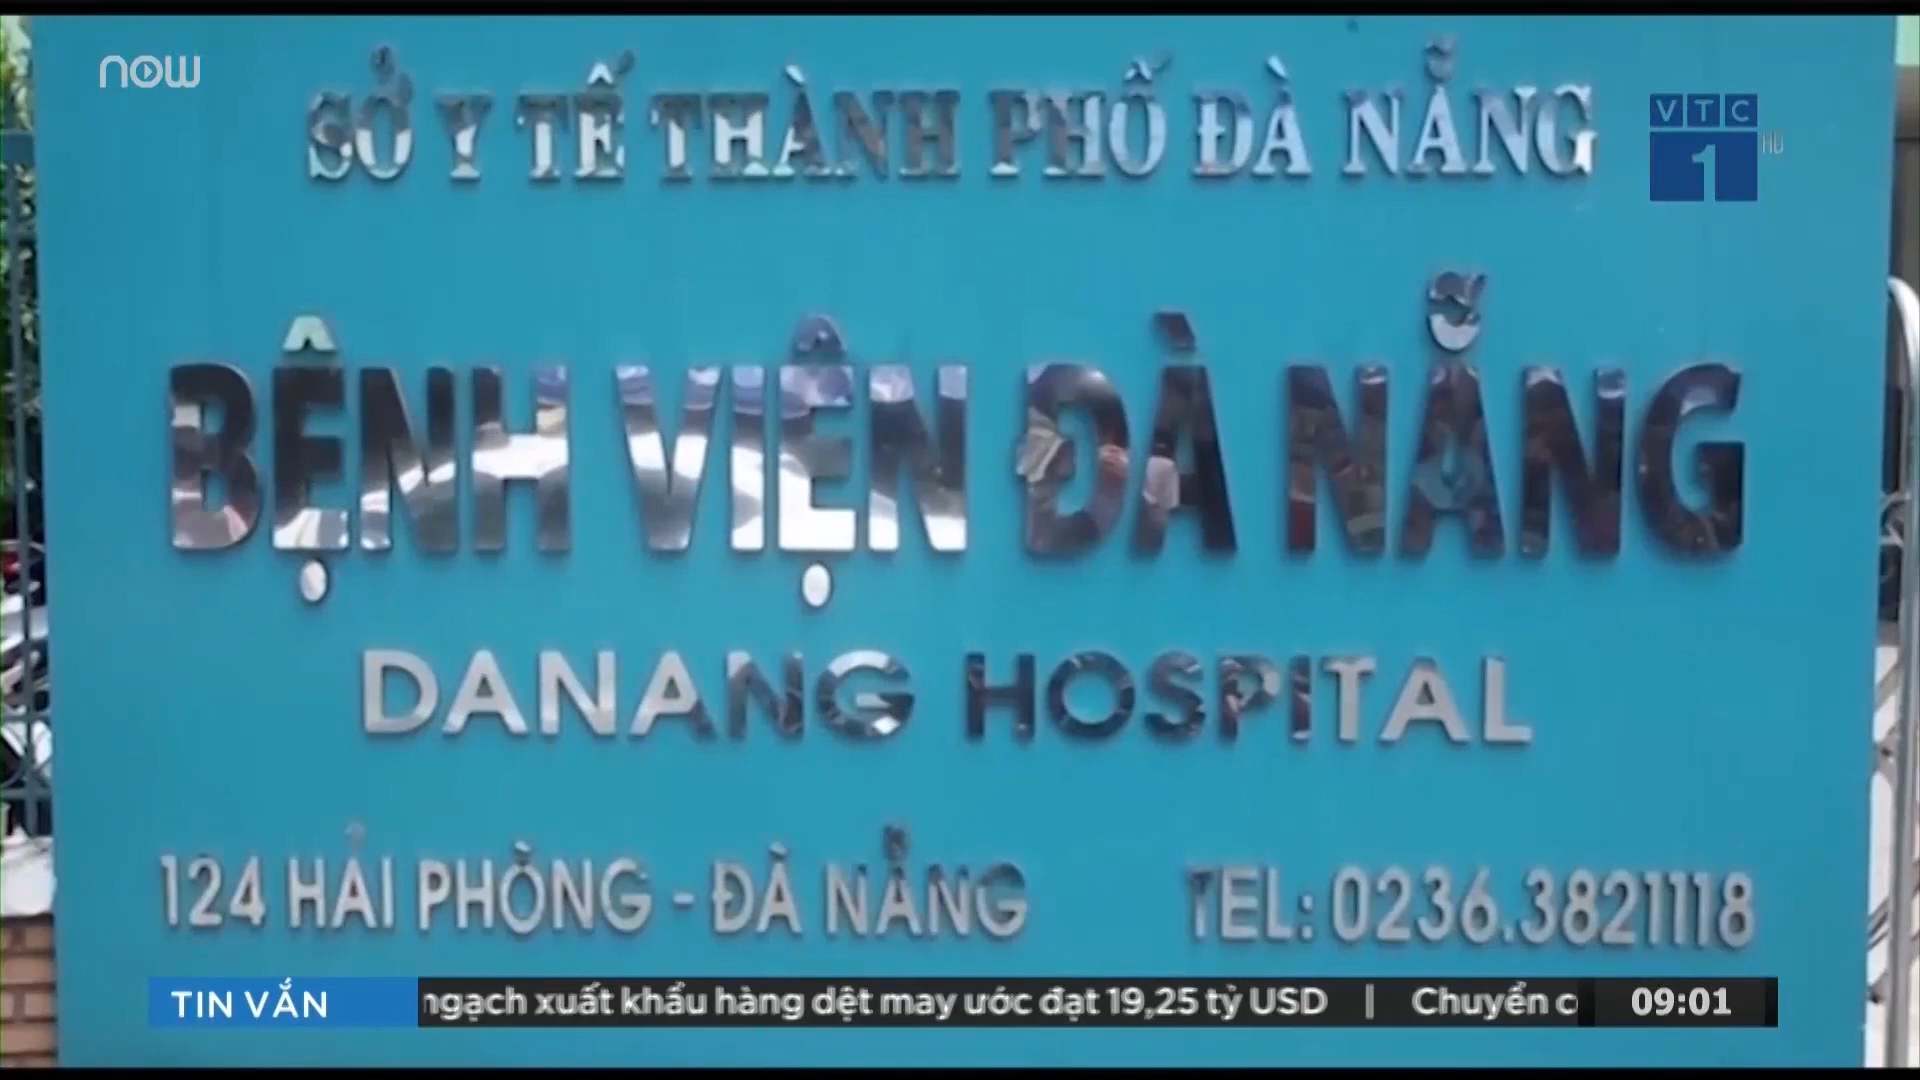 now
VTC
1 HD
SỞ Y TẾ THÀNH PHỐ ĐÀ NẴNG
BỆNH VIỆN ĐÀ NẴNG
DANANG HOSPITAL
124 HẢI PHÒNG - ĐÀ NẴNG
TEL: 0236.3821118
TIN VẮN
ngạch xuất khẩu hàng dệt may ước đạt 19,25 tỷ USD | Chuyển
09:01